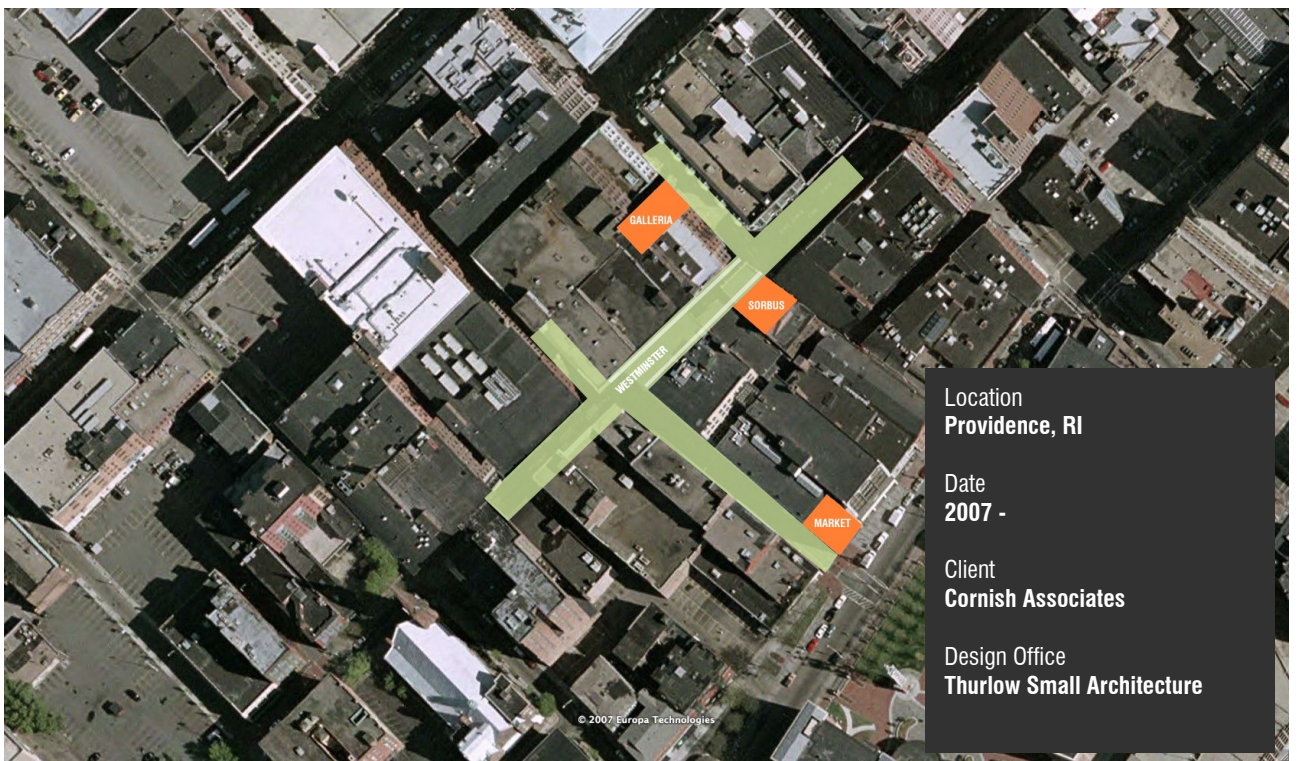 GALLERIA
SORBUS
WESTMINSTER
MARKET
Location
Providence, RI
Date
2007 -
Client
Cornish Associates
Design Office
Thurlow Small Architecture
© 2007 Europa Technologies